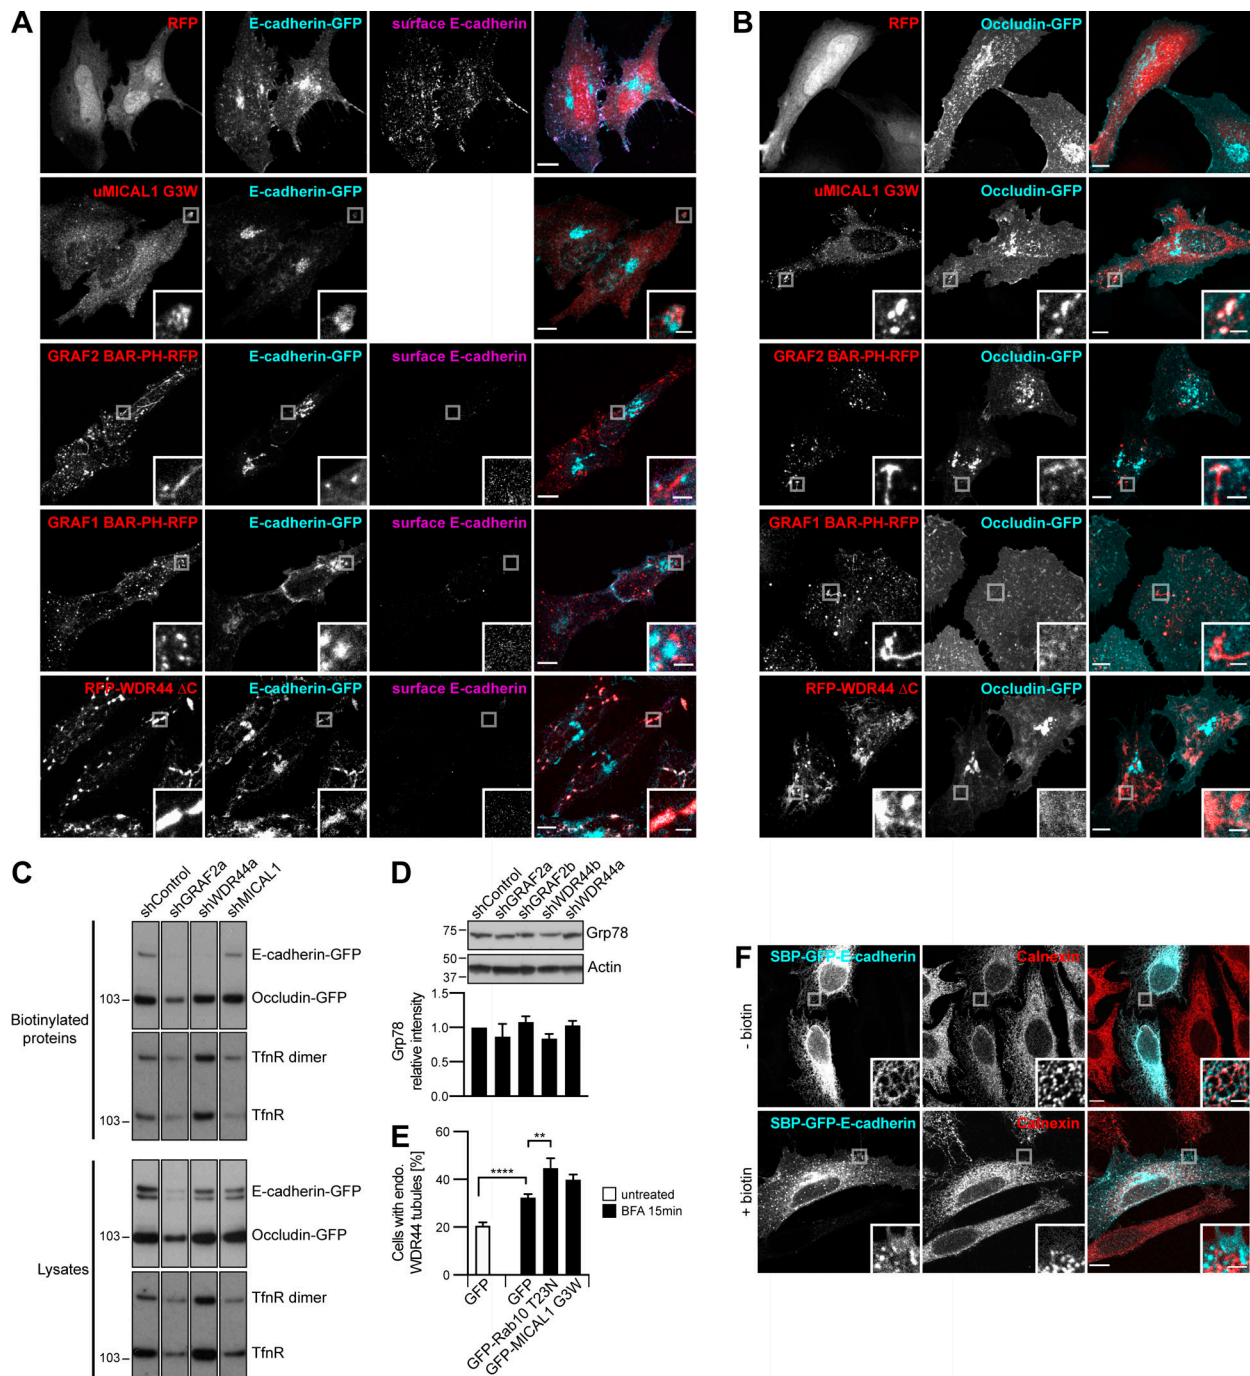 A
RFP
E-cadherin-GFP
surface E-cadherin
uMICAL1 G3W
E-cadherin-GFP
GRAF2 BAR-PH-RFP
E-cadherin-GFP
surface E-cadherin
GRAF1 BAR-PH-RFP
E-cadherin-GFP
surface E-cadherin
RFP-WDR44 ΔC
E-cadherin-GFP
surface E-cadherin
B
RFP
Occludin-GFP
uMICAL1 G3W
Occludin-GFP
GRAF2 BAR-PH-RFP
Occludin-GFP
GRAF1 BAR-PH-RFP
Occludin-GFP
RFP-WDR44 ΔC
Occludin-GFP
C
shControl
shGRAF2a
shWDR44a
shMICAL1
Biotinylated
proteins
E-cadherin-GFP
103
Occludin-GFP
TfnR dimer
103
TfnR
Lysates
E-cadherin-GFP
103
Occludin-GFP
TfnR dimer
103
TfnR
D
shControl
shGRAF2a
shGRAF2b
shWDR44b
shWDR44a
75
Grp78
50
37
Actin
Grp78
relative intensity
1.5
1.0
0.5
0.0
E
Cells with endo.
WDR44 tubules [%]
60
40
20
0
****
**
untreated
BFA 15min
GFP
GFP
GFP-Rab10 T23N
GFP-MICAL1 G3W
F
- biotin
SBP-GFP-E-cadherin
Calnexin
+ biotin
SBP-GFP-E-cadherin
Calnexin